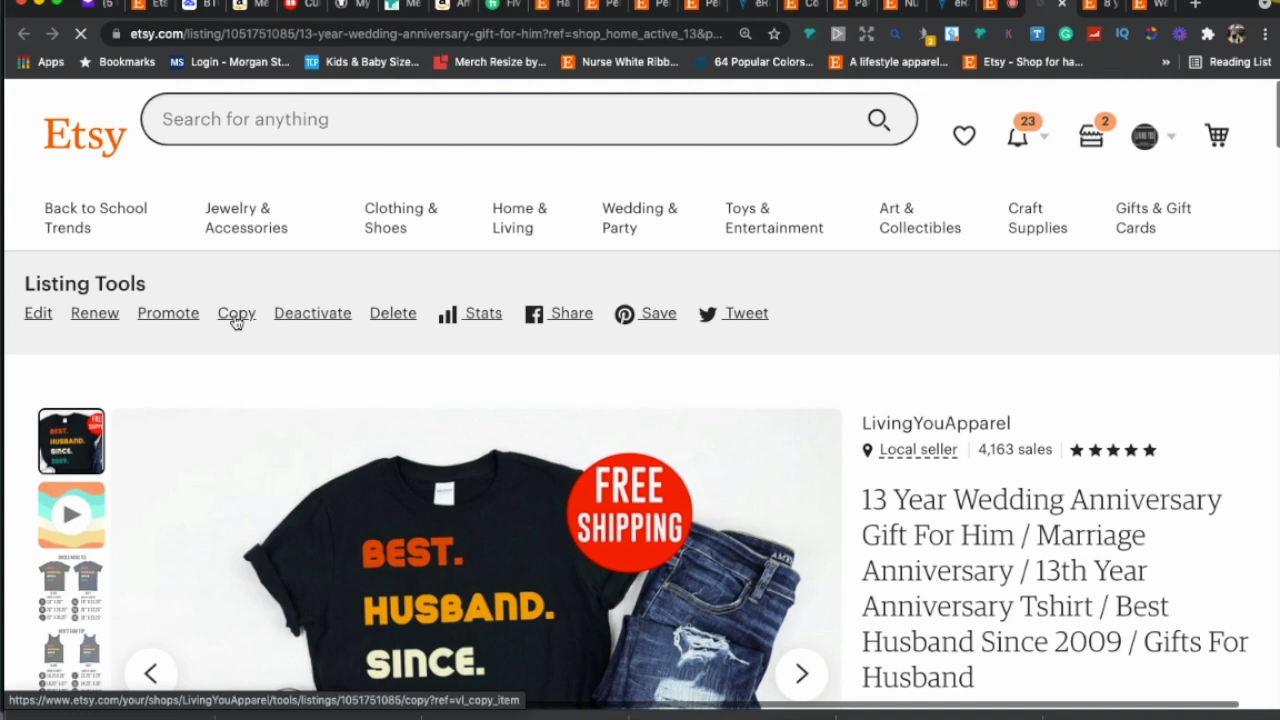 etsy.com/listing/1051751085/13-year-wedding-anniversary-gift-for-him?ref=shop_home_active_13&p...
Apps
Bookmarks
Login - Morgan St...
Kids & Baby Size...
Merch Resize by...
Nurse White Ribb...
64 Popular Colors...
A lifestyle apparel...
Etsy - Shop for ha...
»
Reading List
Etsy
Search for anything
23
2
Back to School
Trends
Jewelry &
Accessories
Clothing &
Shoes
Home &
Living
Wedding &
Party
Toys &
Entertainment
Art &
Collectibles
Craft
Supplies
Gifts & Gift
Cards
Listing Tools
Edit
Renew
Promote
Copy
Deactivate
Delete
Stats
Share
Save
Tweet
FREE
SHIPPING
BEST.
HUSBAND.
SINCE.
LivingYouApparel
Local seller
4,163 sales
13 Year Wedding Anniversary
Gift For Him / Marriage
Anniversary / 13th Year
Anniversary Tshirt / Best
Husband Since 2009 / Gifts For
Husband
https://www.etsy.com/your/shops/LivingYouApparel/tools/listings/1051751085/copy?ref=vl_copy_item